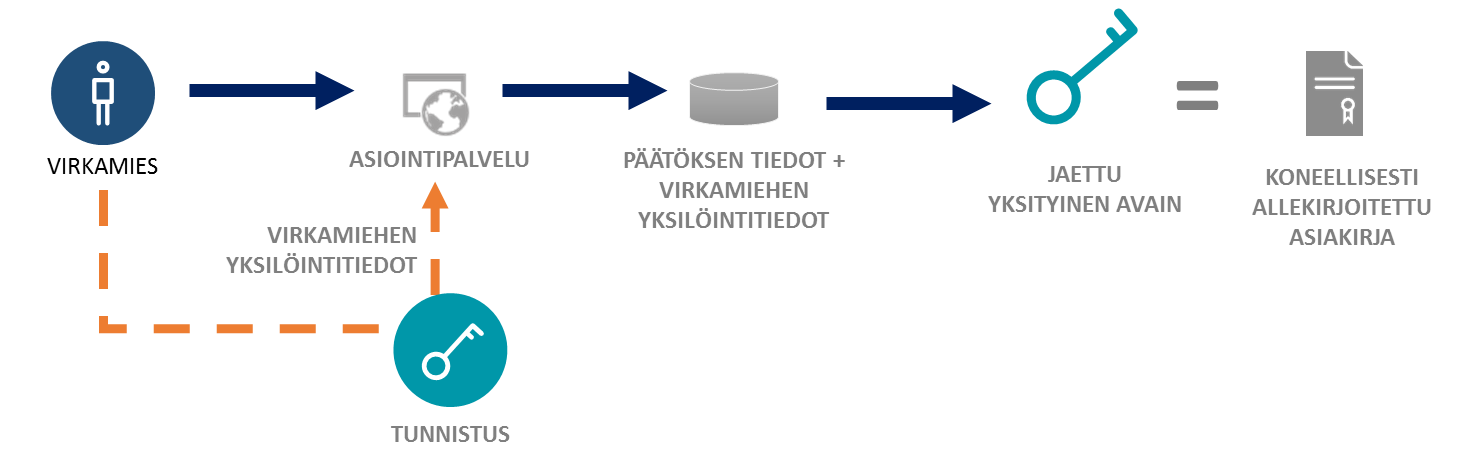 VIRKAMIES
ASIOINTIPALVELU
PÄÄTÖKSEN TIEDOT +
VIRKAMIEHEN
YKSILÖINTITIEDOT
JAETTU
YKSITYINEN AVAIN
KONEELLISESTI
ALLEKIRJOITETTU
ASIAKIRJA
VIRKAMIEHEN
YKSILÖINTITIEDOT
TUNNISTUS